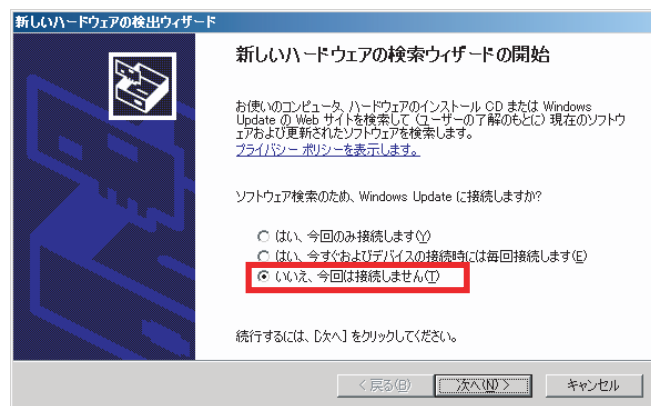 新しいハードウェアの検出ウィザード
新しいハードウェアの検索ウィザードの開始
お使いのコンピュータ、ハードウェアのインストール CD または Windows
Update の Web サイトを検索して (ユーザーの了解のもとに) 現在のソフトウ
ェアおよび更新されたソフトウェアを検索します。
プライバシー ポリシーを表示します。
ソフトウェア検索のため、Windows Update に接続しますか?
はい、今回のみ接続します(Y)
はい、今すぐおよびデバイスの接続時には毎回接続します(E)
いいえ、今回は接続しません(T)
続行するには、[次へ] をクリックしてください。
< 戻る(B) 次へ(N) > キャンセル